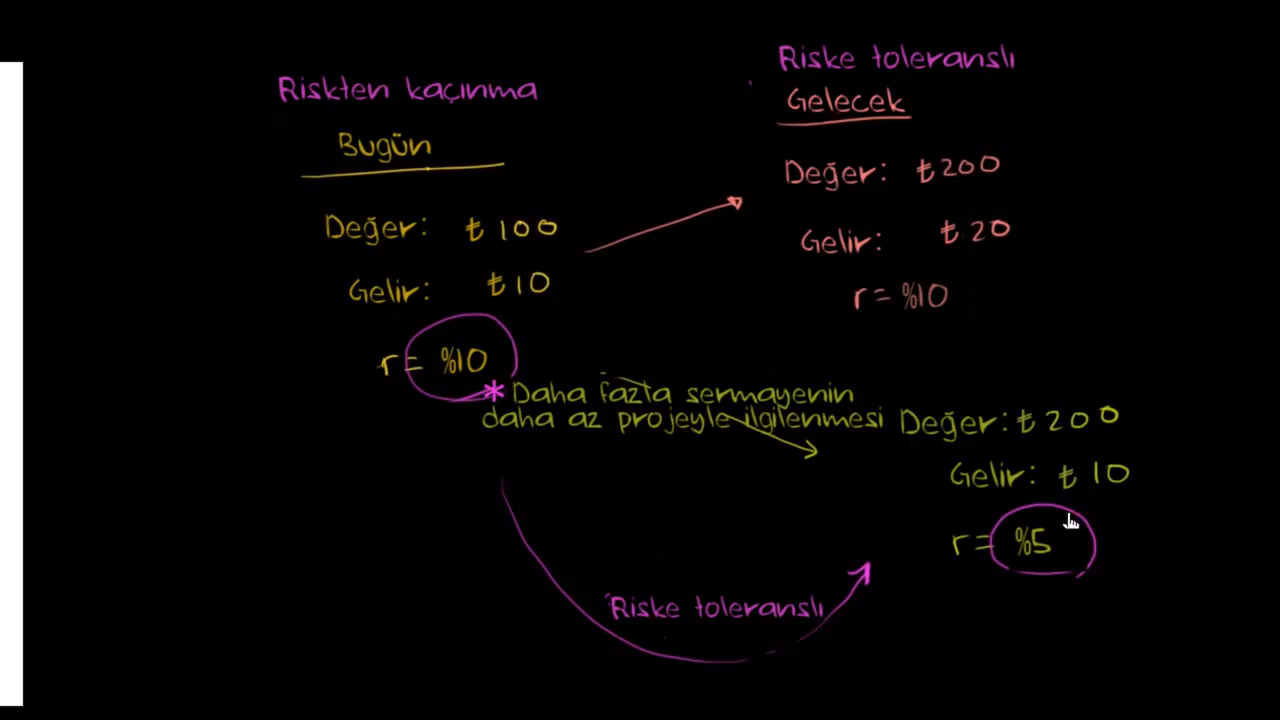 Riskten kaçınma
Bugün
Değer: ₺ 100
Gelir: ₺ 10
r = %10
Riske toleranslı
Gelecek
Değer: ₺ 200
Gelir: ₺ 20
r = %10
* Daha fazta sermayenin
daha az projeyle ilgilenmesi
Değer: ₺ 200
Gelir: ₺ 10
r = %5
Riske toleranslı